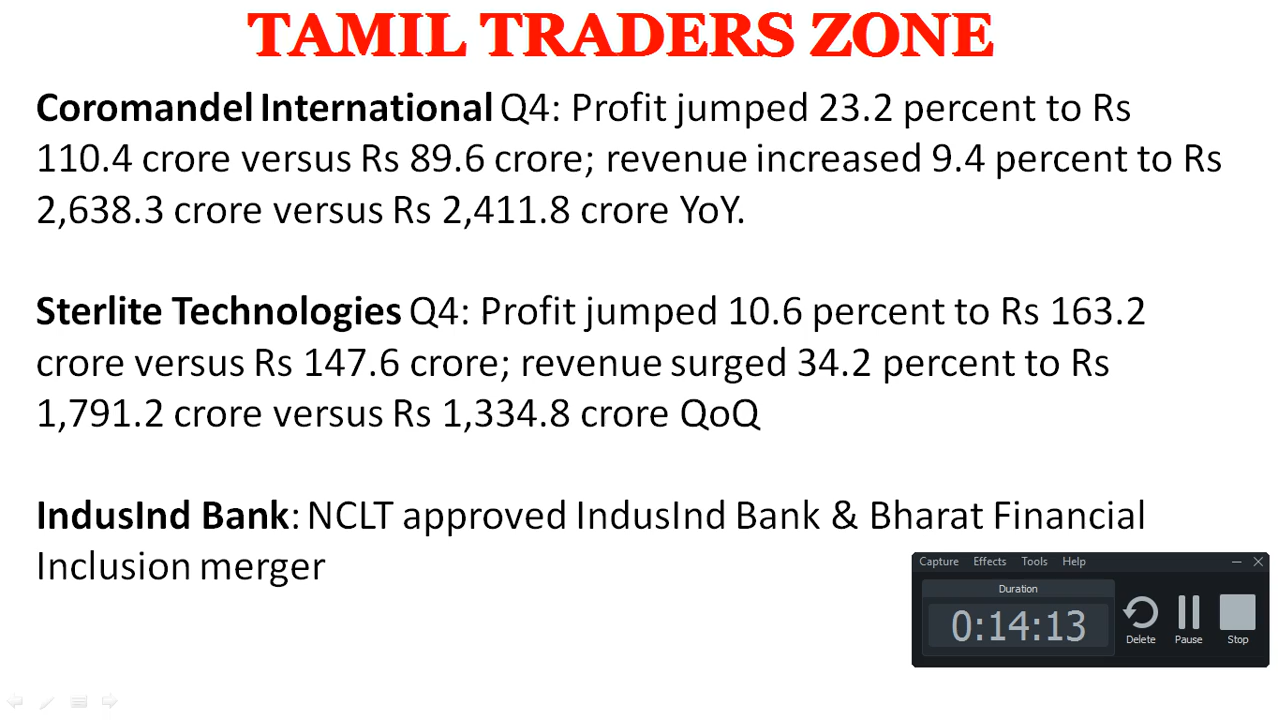 TAMIL TRADERS ZONE
Coromandel International Q4: Profit jumped 23.2 percent to Rs
110.4 crore versus Rs 89.6 crore; revenue increased 9.4 percent to Rs
2,638.3 crore versus Rs 2,411.8 crore YoY.
Sterlite Technologies Q4: Profit jumped 10.6 percent to Rs 163.2
crore versus Rs 147.6 crore; revenue surged 34.2 percent to Rs
1,791.2 crore versus Rs 1,334.8 crore QoQ
IndusInd Bank: NCLT approved IndusInd Bank & Bharat Financial
Inclusion merger
Capture Effects Tools Help
Duration
0:14:13
Delete Pause Stop